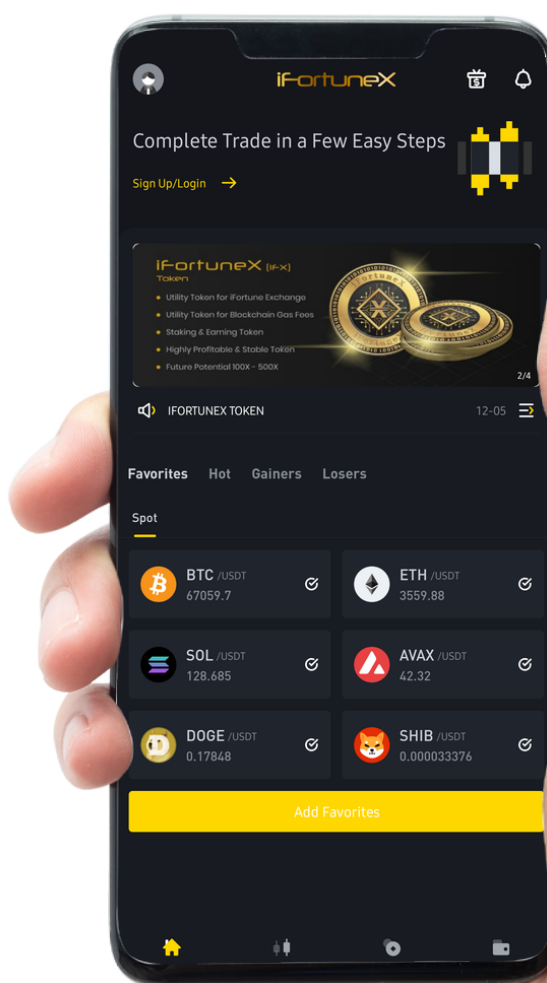 iFortuneX
Complete Trade in a Few Easy Steps
Sign Up/Login →
iFortuneX (IFX)
Token
• Utility Token for iFortune Exchange
• Utility Token for Blockchain Gas Fees
• Staking & Earning Token
• Highly Profitable & Stable Token
• Future Potential 100X - 500X
2/4
IFORTUNEX TOKEN 12-05
Favorites Hot Gainers Losers
Spot
BTC /USDT ETH /USDT
67059.7 3559.88
SOL /USDT AVAX /USDT
128.685 42.32
DOGE /USDT SHIB /USDT
0.17848 0.000033376
Add Favorites